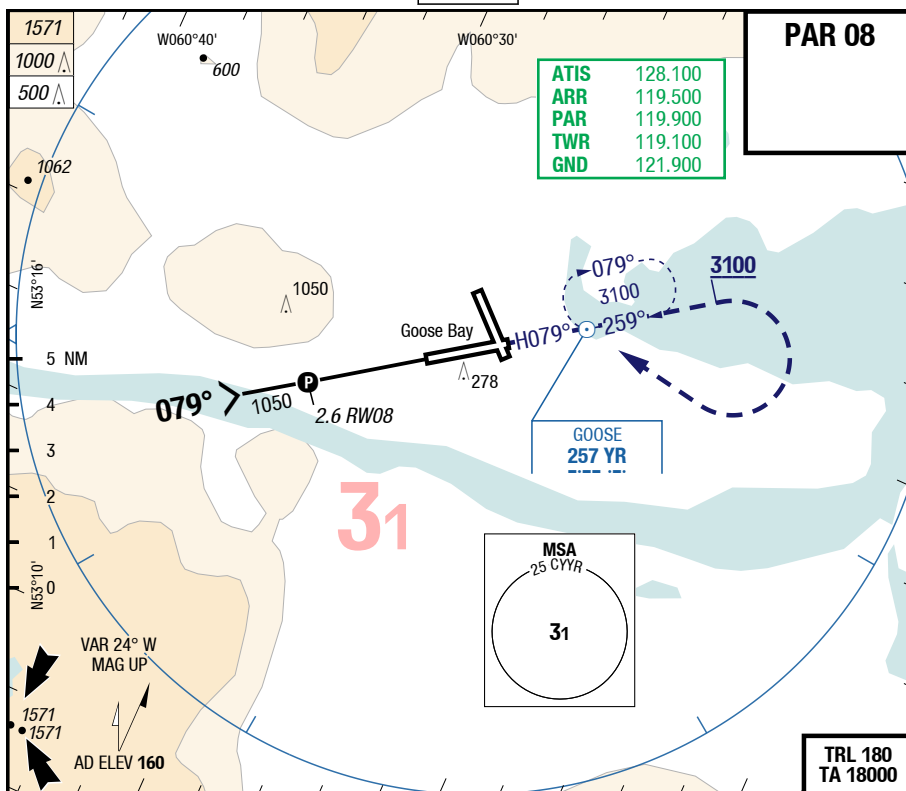 1571
1000
500
W060°40'
600
W060°30'
PAR 08
ATIS 128.100
ARR 119.500
PAR 119.900
TWR 119.100
GND 121.900
1062
N53°16'
1050
079°
3100
3100
Goose Bay
H079°
259°
278
5 NM
4
3
2
1
0
079°
1050
P
2.6 RW08
GOOSE
257 YR
31
N53°10'
MSA
25 CYYR
31
VAR 24° W
MAG UP
1571
1571
AD ELEV 160
TRL 180
TA 18000